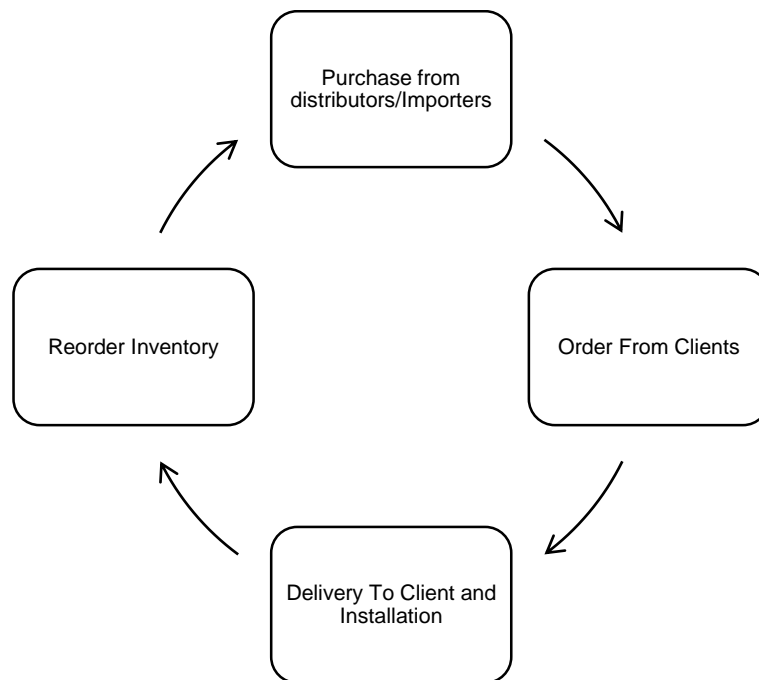 Purchase from
distributors/Importers
Reorder Inventory
Order From Clients
Delivery To Client and
Installation